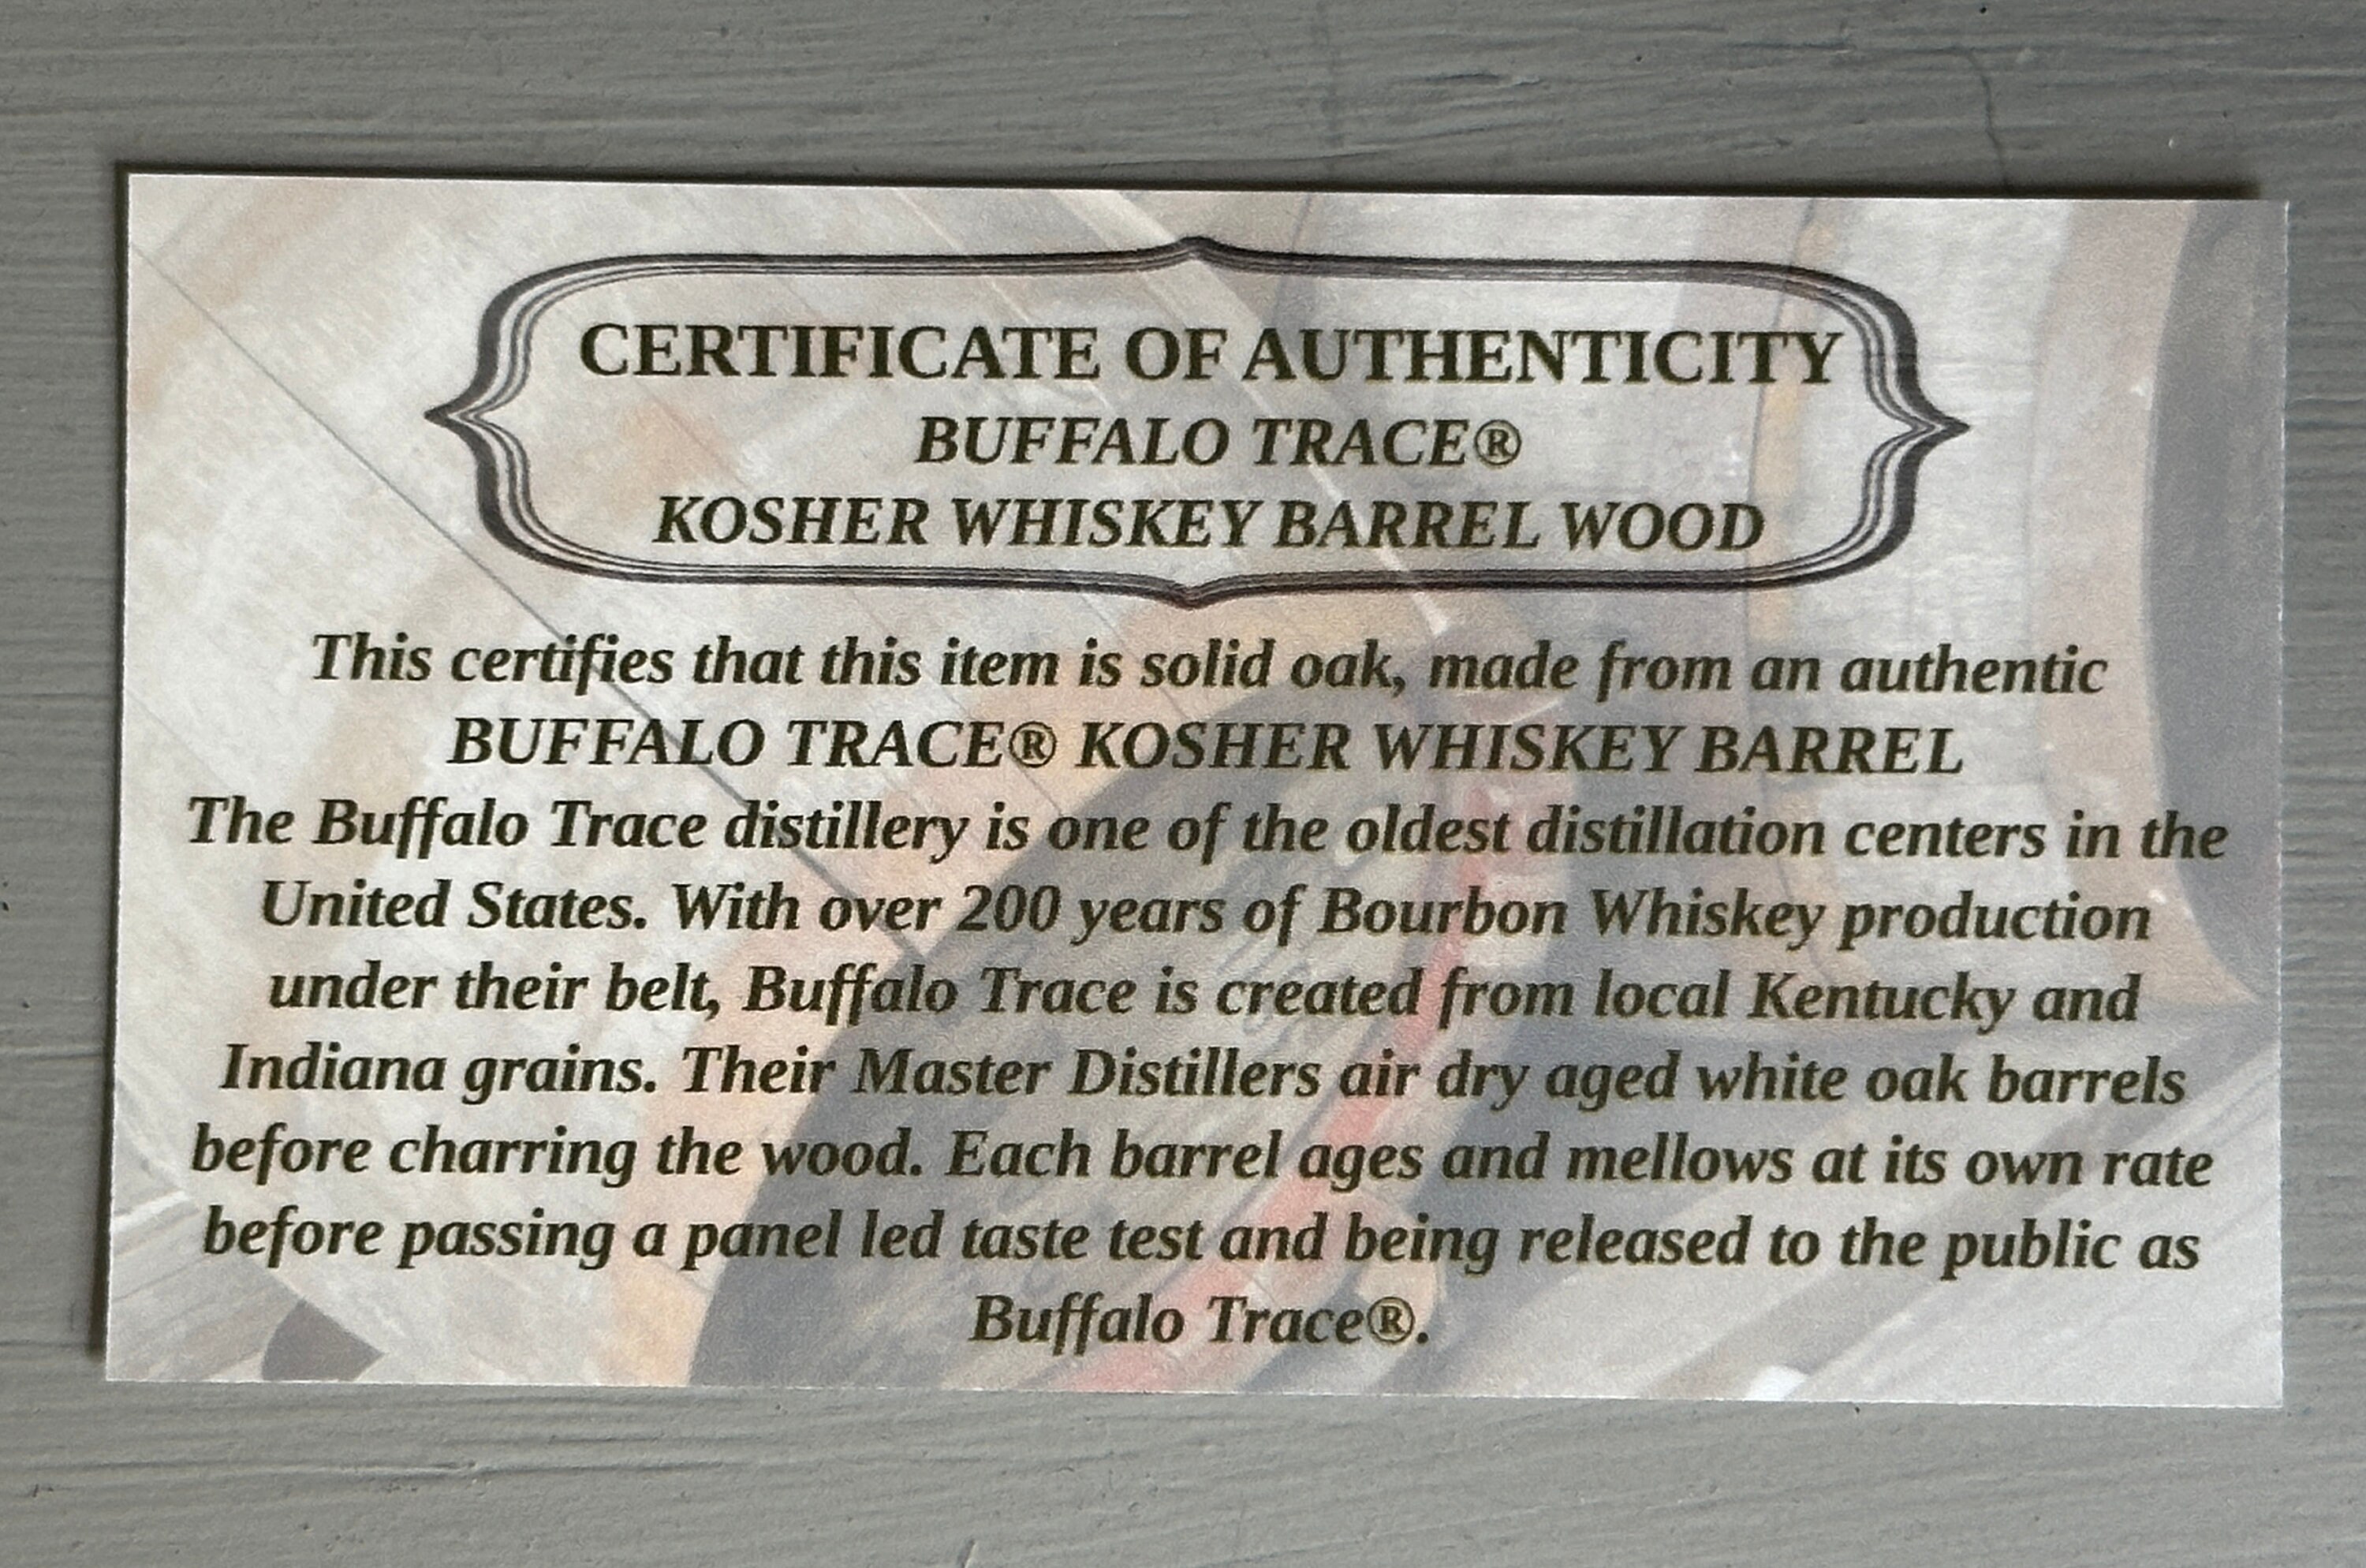 CERTIFICATE OF AUTHENTICITY
BUFFALO TRACE®
KOSHER WHISKEY BARREL WOOD
This certifies that this item is solid oak, made from an authentic
BUFFALO TRACE® KOSHER WHISKEY BARREL
The Buffalo Trace distillery is one of the oldest distillation centers in the
United States. With over 200 years of Bourbon Whiskey production
under their belt, Buffalo Trace is created from local Kentucky and
Indiana grains. Their Master Distillers air dry aged white oak barrels
before charring the wood. Each barrel ages and mellows at its own rate
before passing a panel led taste test and being released to the public as
Buffalo Trace®.